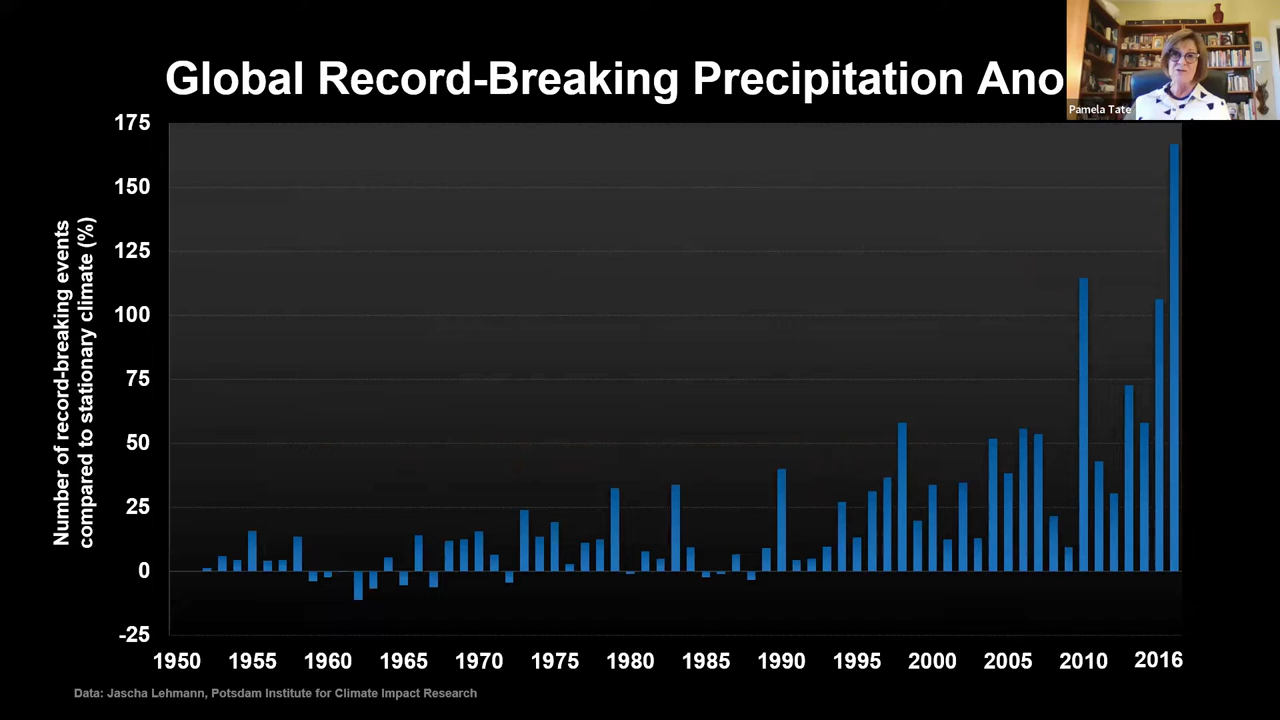 Global Record-Breaking Precipitation Ano
Pamela Tate
175
150
125
100
75
50
25
0
-25
Number of record-breaking events
compared to stationary climate (%)
1950 1955 1960 1965 1970 1975 1980 1985 1990 1995 2000 2005 2010 2016
Data: Jascha Lehmann, Potsdam Institute for Climate Impact Research